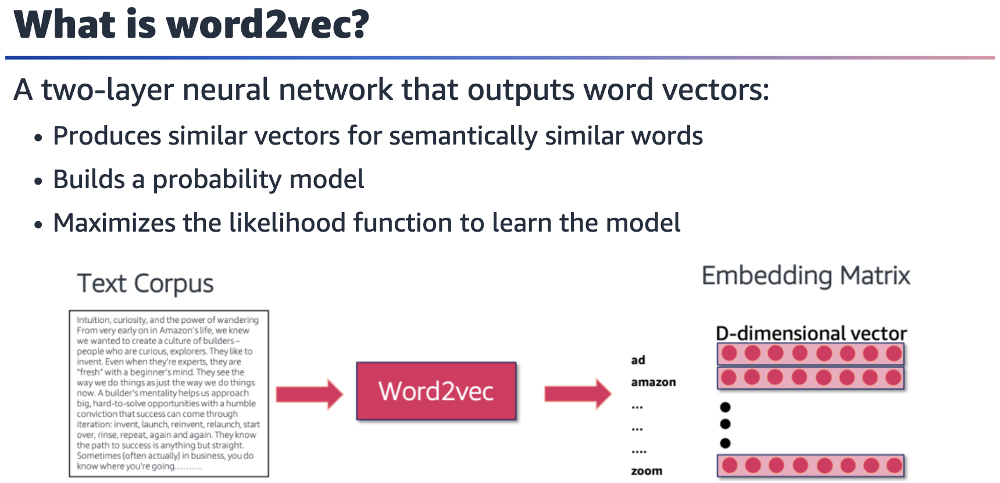 What is word2vec?
A two-layer neural network that outputs word vectors:
• Produces similar vectors for semantically similar words
• Builds a probability model
• Maximizes the likelihood function to learn the model
Text Corpus
Intuition, curiosity, and the power of wandering
From very early on in Amazon's life, we knew
we wanted to create a culture of builders–
people who are curious, explorers. They like to
invent. Even when they're experts, they are
"fresh" with a beginner's mind. They see the
way we do things as just the way we do things
now. A builder's mentality helps us approach
big, hard-to-solve opportunities with a humble
conviction that success can come through
iteration: invent, launch, reinvent, relaunch, start
over, rinse, repeat, again and again. They know
the path to success is anything but straight.
Sometimes (often actually) in business, you do
know where you're going..........
Word2vec
Embedding Matrix
D-dimensional vector
ad
amazon
...
...
....
zoom